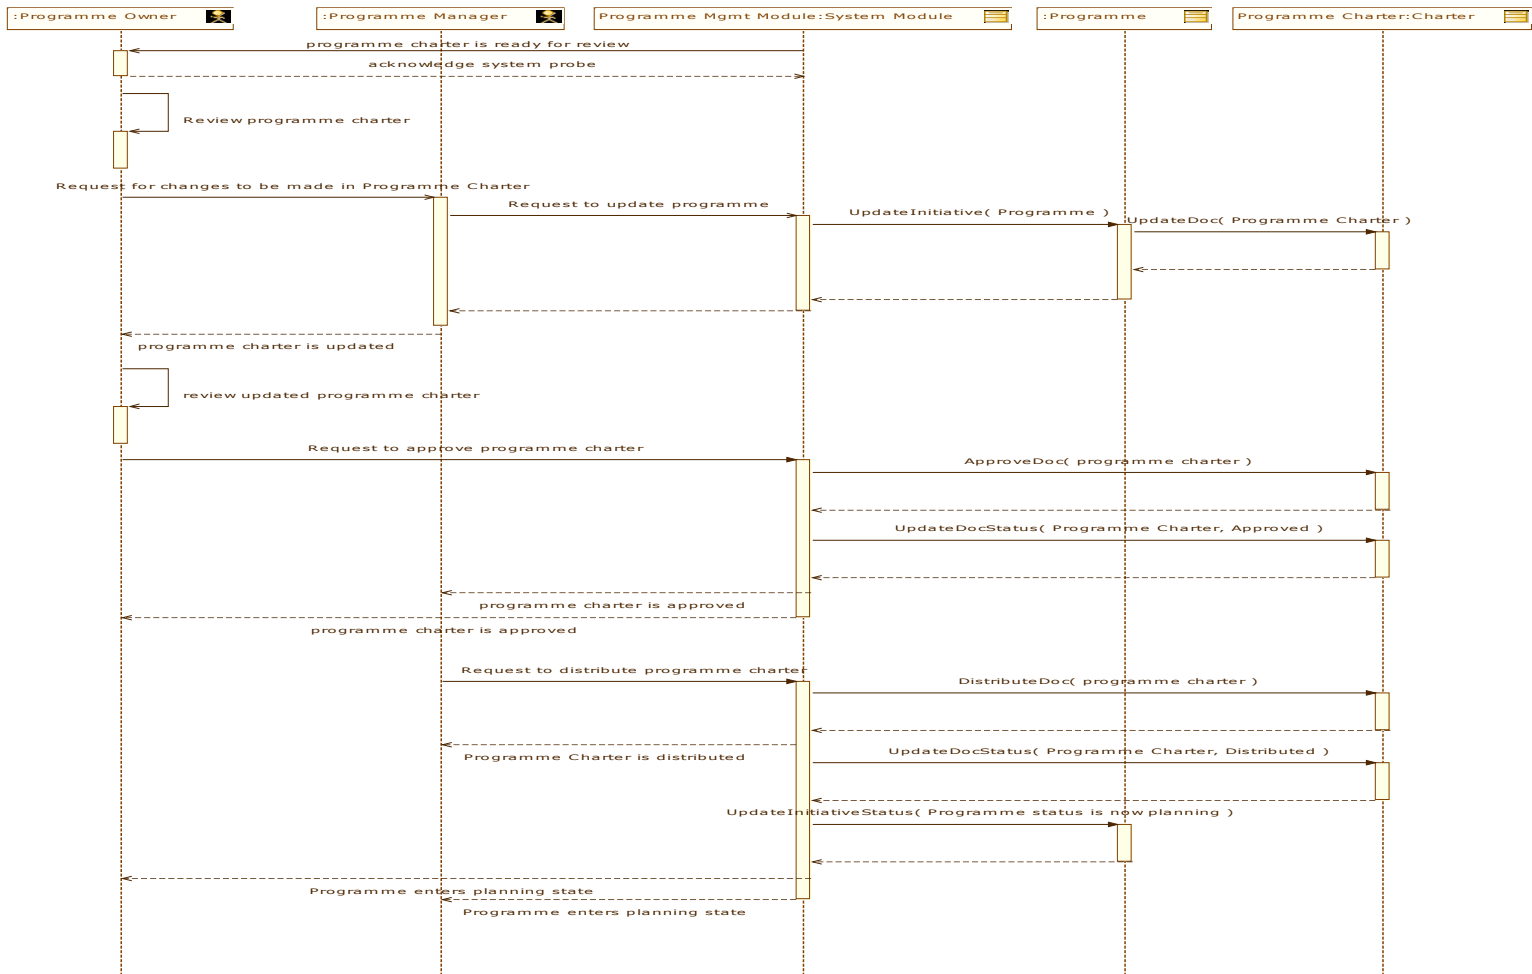 :Programme Owner
:Programme Manager
Programme Mgmt Module:System Module
:Programme
Programme Charter:Charter
programme charter is ready for review
acknowledge system probe
Review programme charter
Request for changes to be made in Programme Charter
Request to update programme
UpdateInitiative( Programme )
UpdateDoc( Programme Charter )
programme charter is updated
review updated programme charter
Request to approve programme charter
ApproveDoc( programme charter )
UpdateDocStatus( Programme Charter, Approved )
programme charter is approved
programme charter is approved
Request to distribute programme charter
DistributeDoc( programme charter )
UpdateDocStatus( Programme Charter, Distributed )
Programme Charter is distributed
UpdateInitiativeStatus( Programme status is now planning )
Programme enters planning state
Programme enters planning state